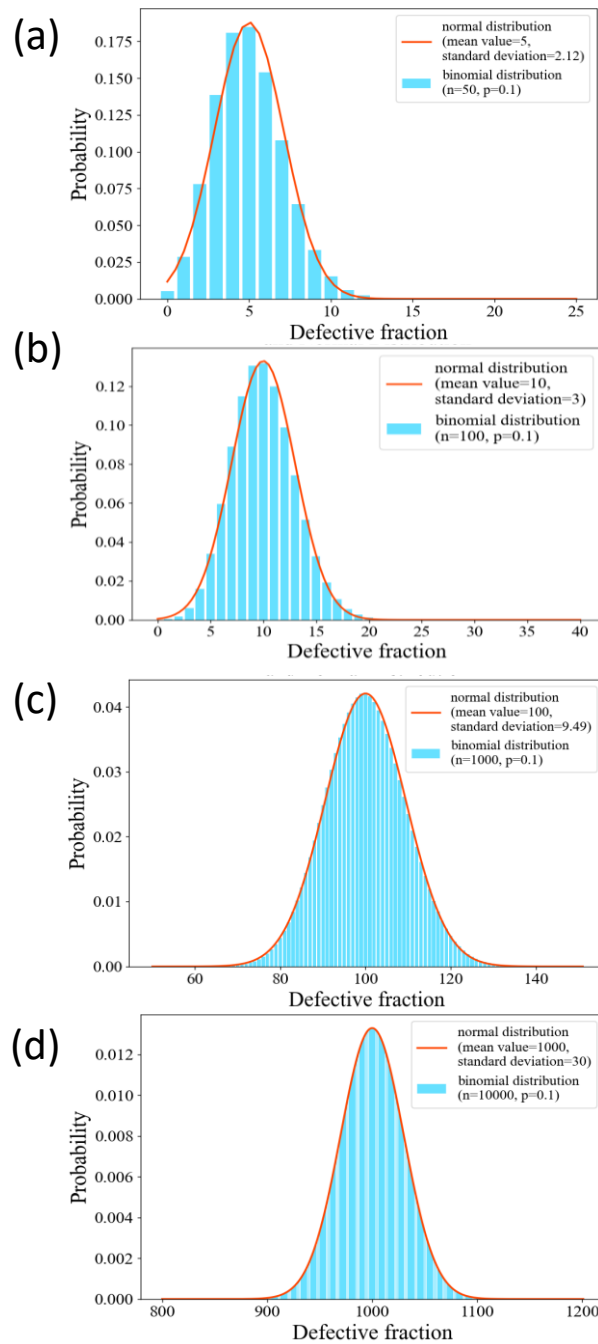 (a)
normal distribution
(mean value=5,
standard deviation=2.12)
binomial distribution
(n=50, p=0.1)
Probability
0.175
0.150
0.125
0.100
0.075
0.050
0.025
0.000
0 5 10 15 20 25
Defective fraction
(b)
normal distribution
(mean value=10,
standard deviation=3)
binomial distribution
(n=100, p=0.1)
Probability
0.12
0.10
0.08
0.06
0.04
0.02
0.00
0 5 10 15 20 25 30 35 40
Defective fraction
(c)
normal distribution
(mean value=100,
standard deviation=9.49)
binomial distribution
(n=1000, p=0.1)
Probability
0.04
0.03
0.02
0.01
0.00
60 80 100 120 140
Defective fraction
(d)
normal distribution
(mean value=1000,
standard deviation=30)
binomial distribution
(n=10000, p=0.1)
Probability
0.012
0.010
0.008
0.006
0.004
0.002
0.000
800 900 1000 1100 1200
Defective fraction